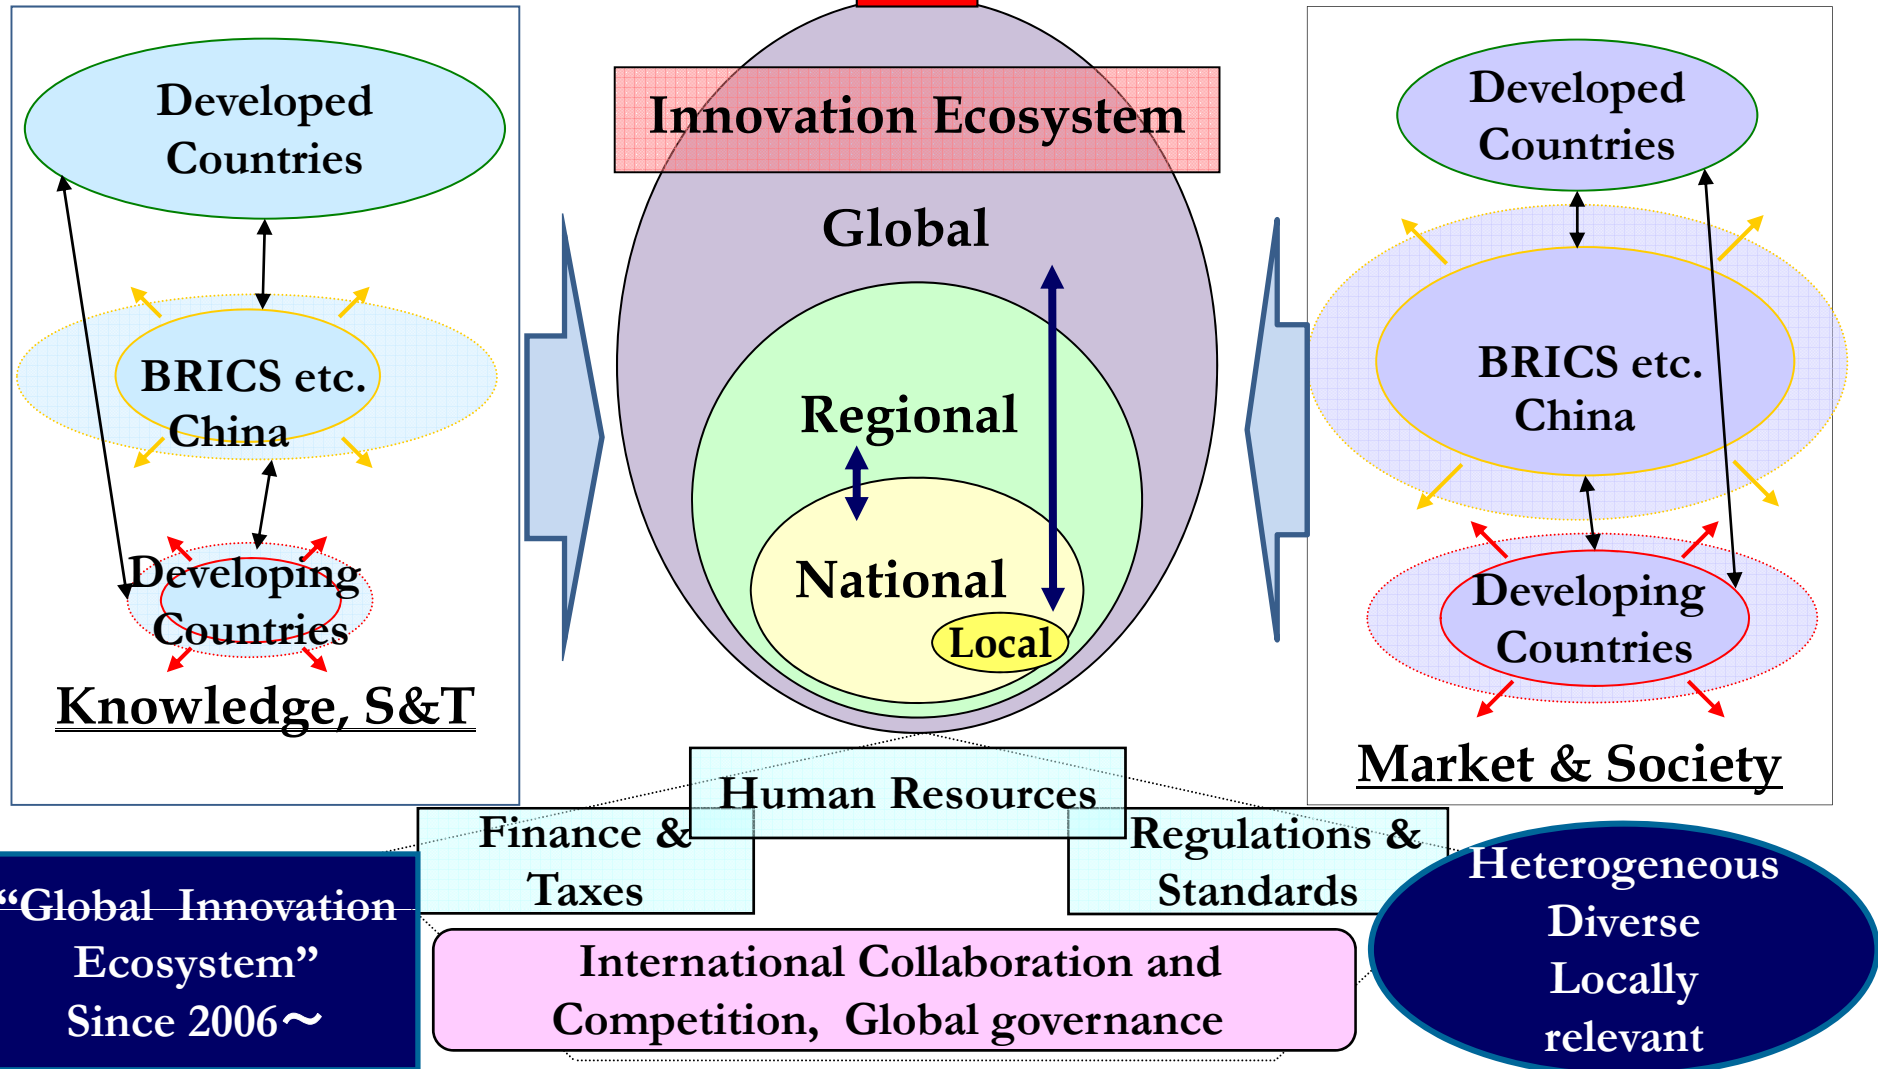 Developed
Countries
BRICS etc.
China
Developing
Countries
Knowledge, S&T
Innovation Ecosystem
Global
Regional
National
Local
Developed
Countries
BRICS etc.
China
Developing
Countries
Market & Society
Human Resources
Finance &
Taxes
Regulations &
Standards
“Global Innovation
Ecosystem”
Since 2006～
International Collaboration and
Competition, Global governance
Heterogeneous
Diverse
Locally
relevant